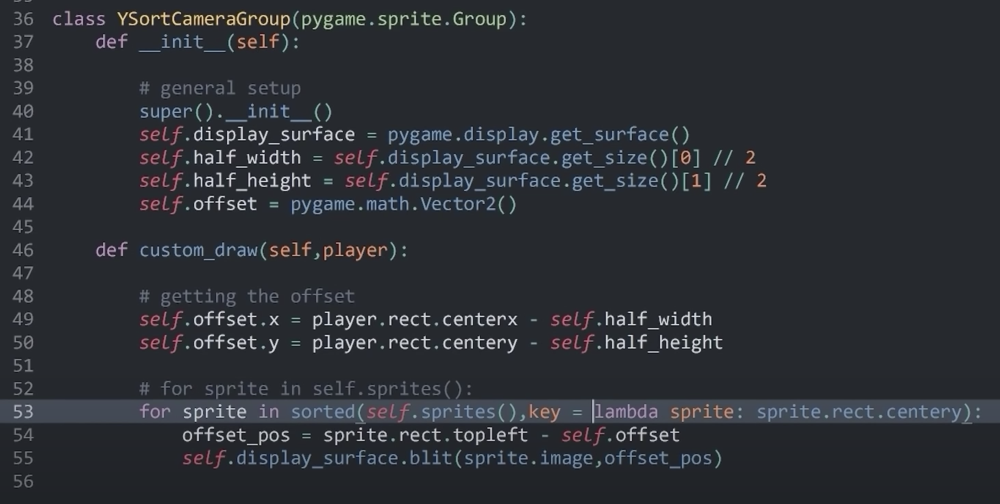 36 class YSortCameraGroup(pygame.sprite.Group):
37     def __init__(self):
38
39         # general setup
40         super().__init__()
41         self.display_surface = pygame.display.get_surface()
42         self.half_width = self.display_surface.get_size()[0] // 2
43         self.half_height = self.display_surface.get_size()[1] // 2
44         self.offset = pygame.math.Vector2()
45
46     def custom_draw(self,player):
47
48         # getting the offset
49         self.offset.x = player.rect.centerx - self.half_width
50         self.offset.y = player.rect.centery - self.half_height
51
52         # for sprite in self.sprites():
53         for sprite in sorted(self.sprites(),key = lambda sprite: sprite.rect.centery):
54             offset_pos = sprite.rect.topleft - self.offset
55             self.display_surface.blit(sprite.image,offset_pos)
56